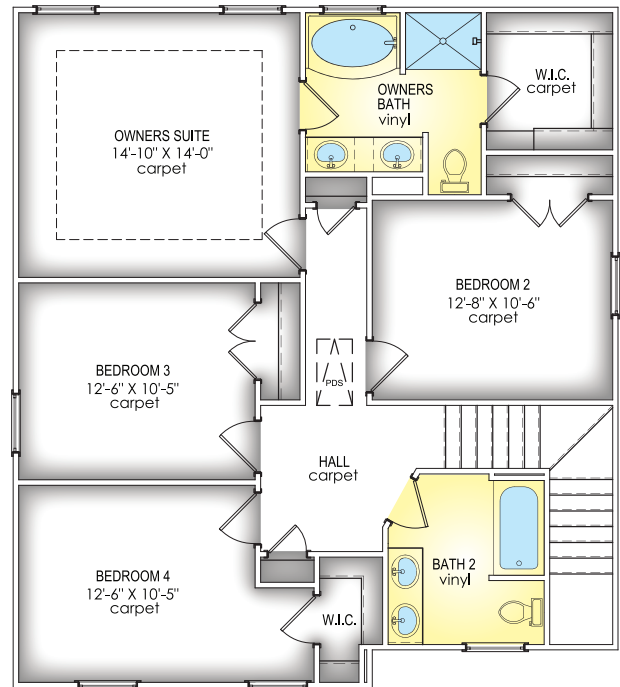 OWNERS SUITE
14'-10" X 14'-0"
carpet
OWNERS
BATH
vinyl
W.I.C.
carpet
BEDROOM 2
12'-8" X 10'-6"
carpet
BEDROOM 3
12'-6" X 10'-5"
carpet
PDS
HALL
carpet
BEDROOM 4
12'-6" X 10'-5"
carpet
W.I.C.
BATH 2
vinyl